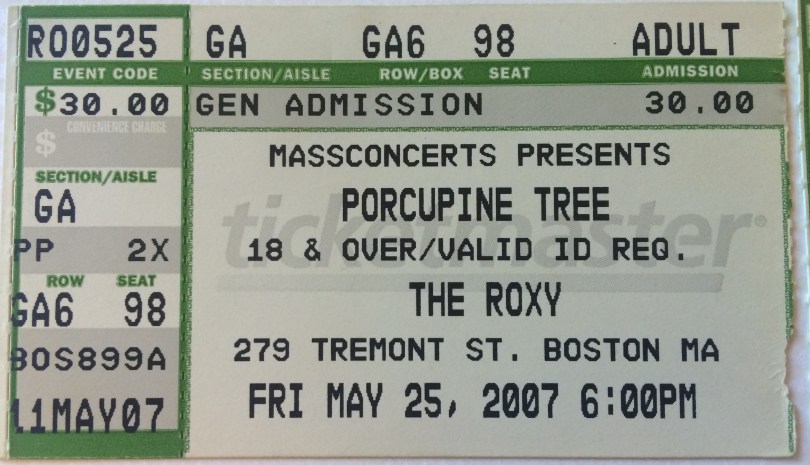 RO0525 GA GA6 98 ADULT
EVENT CODE SECTION/AISLE ROW/BOX SEAT ADMISSION
$30.00 GEN ADMISSION 30.00
$ CONVENIENCE CHARGE
SECTION/AISLE
GA
PP 2X
ROW SEAT
GA6 98
BOS899A
11MAY07
MASSCONCERTS PRESENTS
PORCUPINE TREE
ticketmaster®
18 & OVER/VALID ID REQ.
THE ROXY
279 TREMONT ST. BOSTON MA
FRI MAY 25, 2007 6:00PM